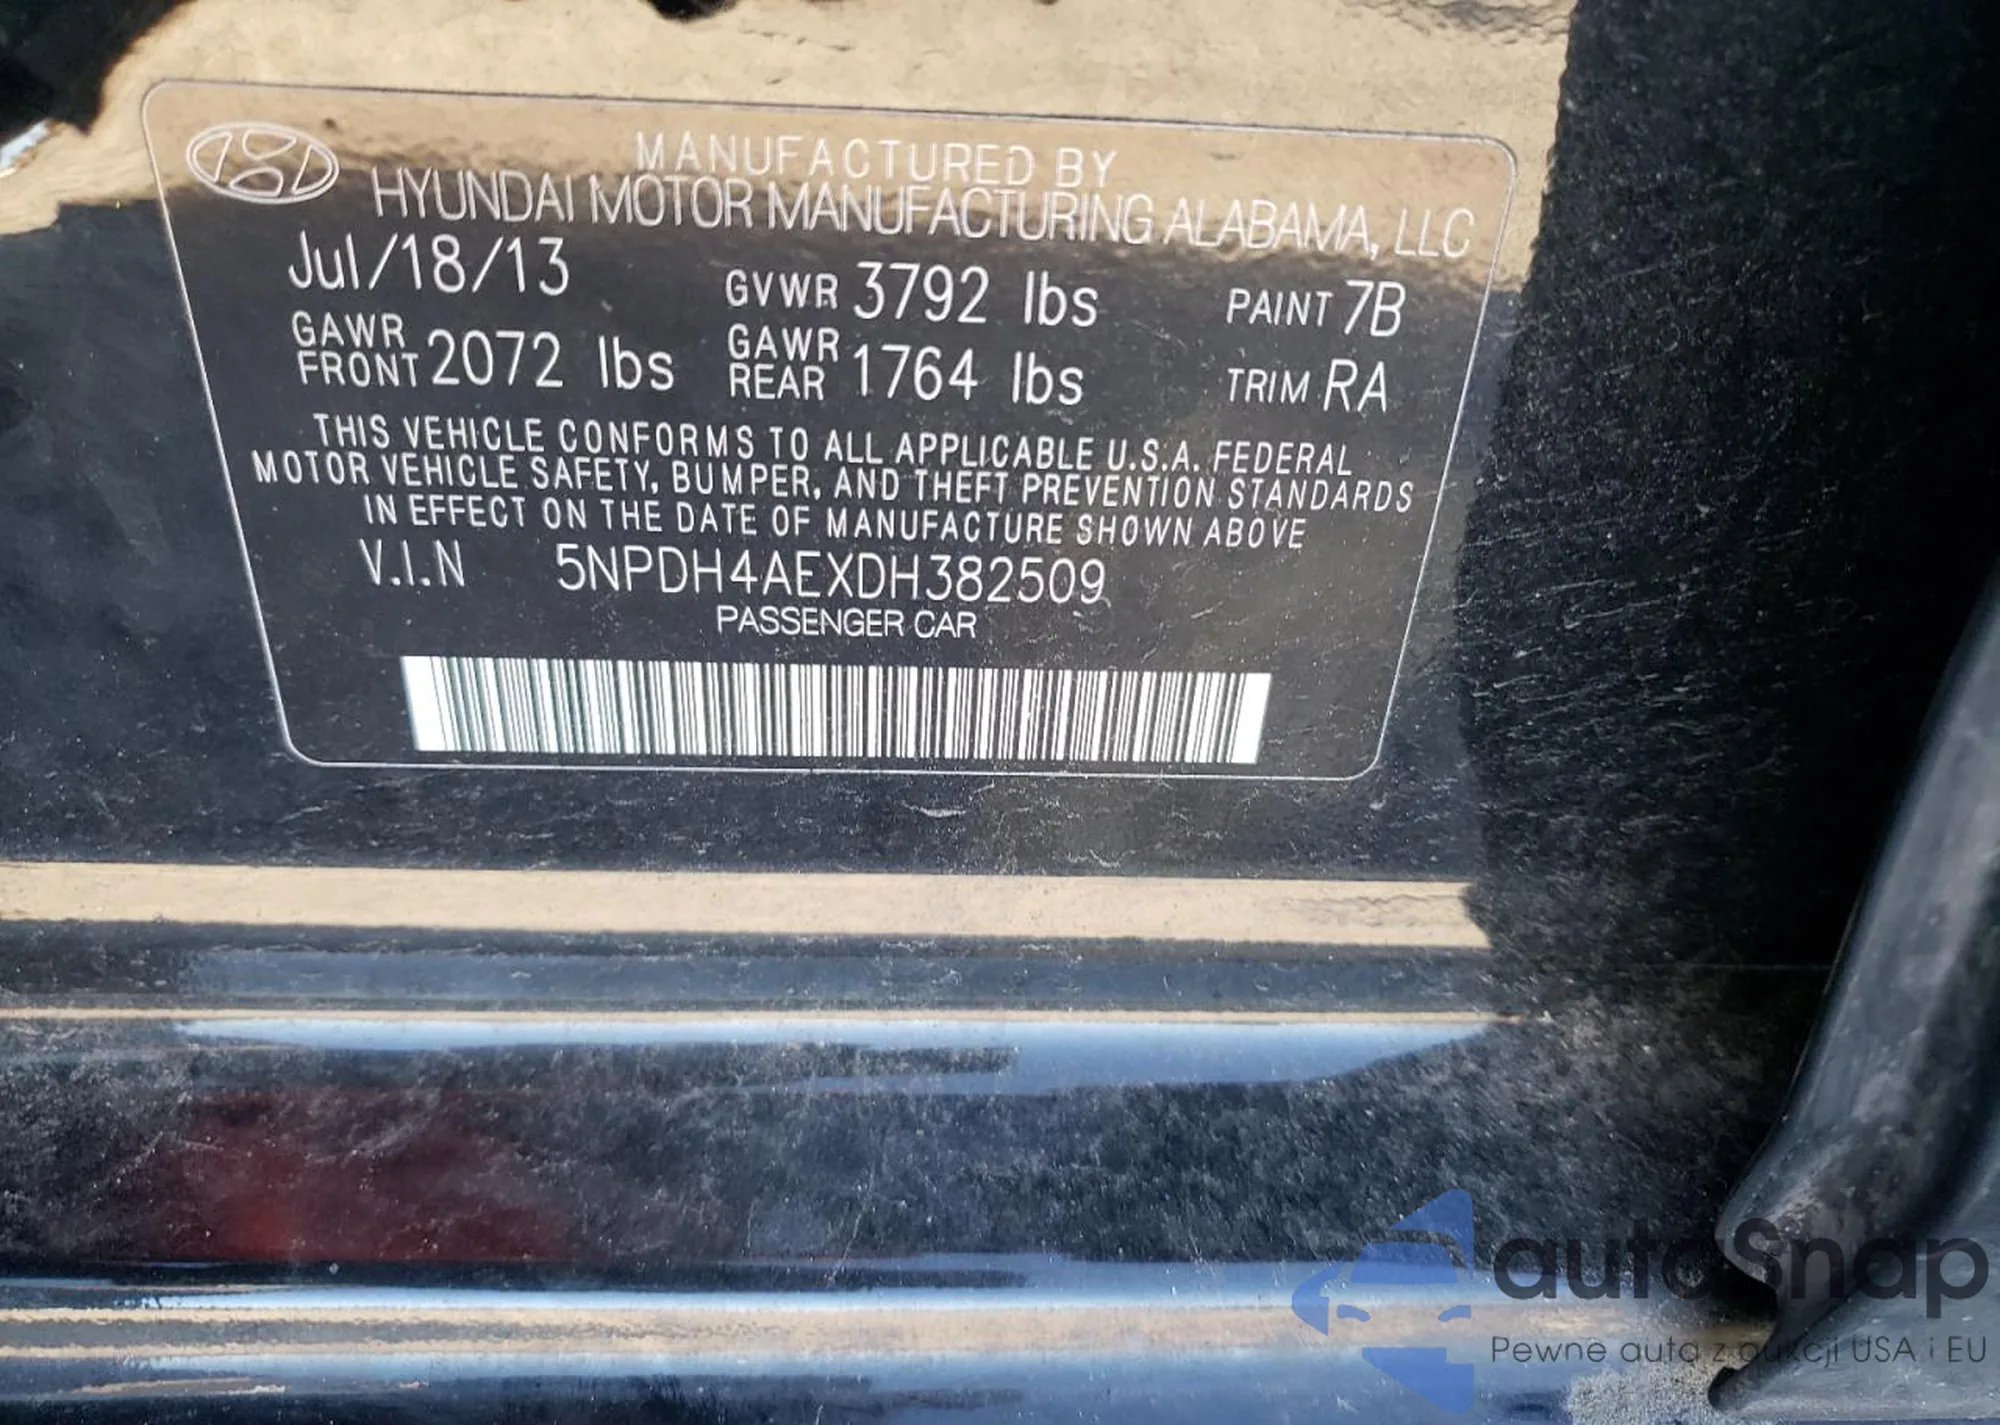 MANUFACTURED BY
HYUNDAI MOTOR MANUFACTURING ALABAMA, LLC
Jul/18/13 GVWR 3792 lbs PAINT 7B
GAWR FRONT 2072 lbs GAWR REAR 1764 lbs TRIM RA
THIS VEHICLE CONFORMS TO ALL APPLICABLE U.S.A. FEDERAL
MOTOR VEHICLE SAFETY, BUMPER, AND THEFT PREVENTION STANDARDS
IN EFFECT ON THE DATE OF MANUFACTURE SHOWN ABOVE
V.I.N 5NPDH4AEXDH382509
PASSENGER CAR
autoSnap
Pewne auta z aukcji USA i EU